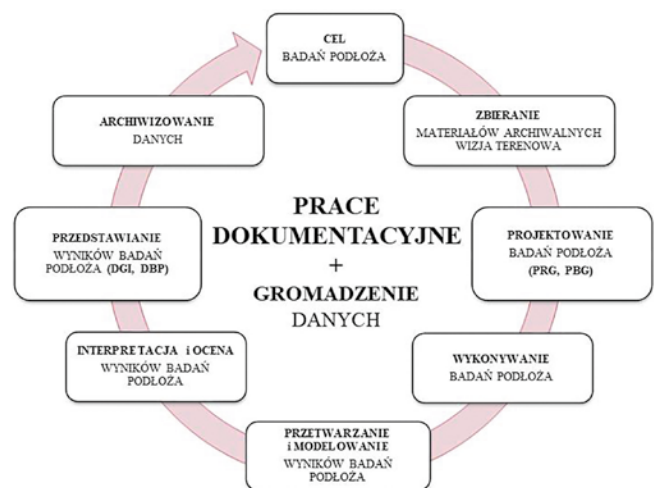 CEL
BADAŃ PODŁOŻA
ZBIERANIE
MATERIAŁÓW ARCHIWALNYCH
WIZJA TERENOWA
PROJEKTOWANIE
BADAŃ PODŁOŻA
(PRG, PBG)
WYKONYWANIE
BADAŃ PODŁOŻA
PRZETWARZANIE
i MODELOWANIE
WYNIKÓW BADAŃ
PODŁOŻA
INTERPRETACJA i OCENA
WYNIKÓW BADAŃ
PODŁOŻA
PRZEDSTAWIANIE
WYNIKÓW BADAŃ
PODŁOŻA (DGI, DBP)
ARCHIWIZOWANIE
DANYCH
PRACE
DOKUMENTACYJNE
+
GROMADZENIE
DANYCH